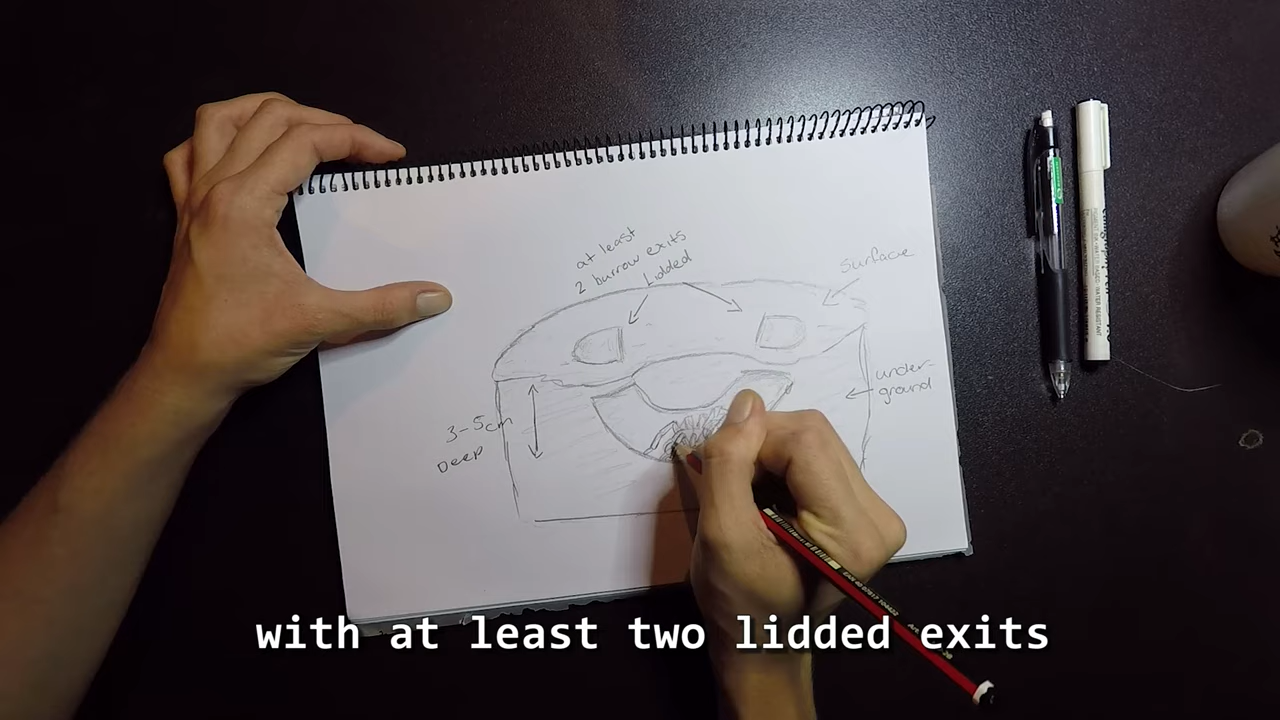 at least
2 burrow exits
Lidded
surface
under-
ground
3-5cm
Deep
with at least two lidded exits